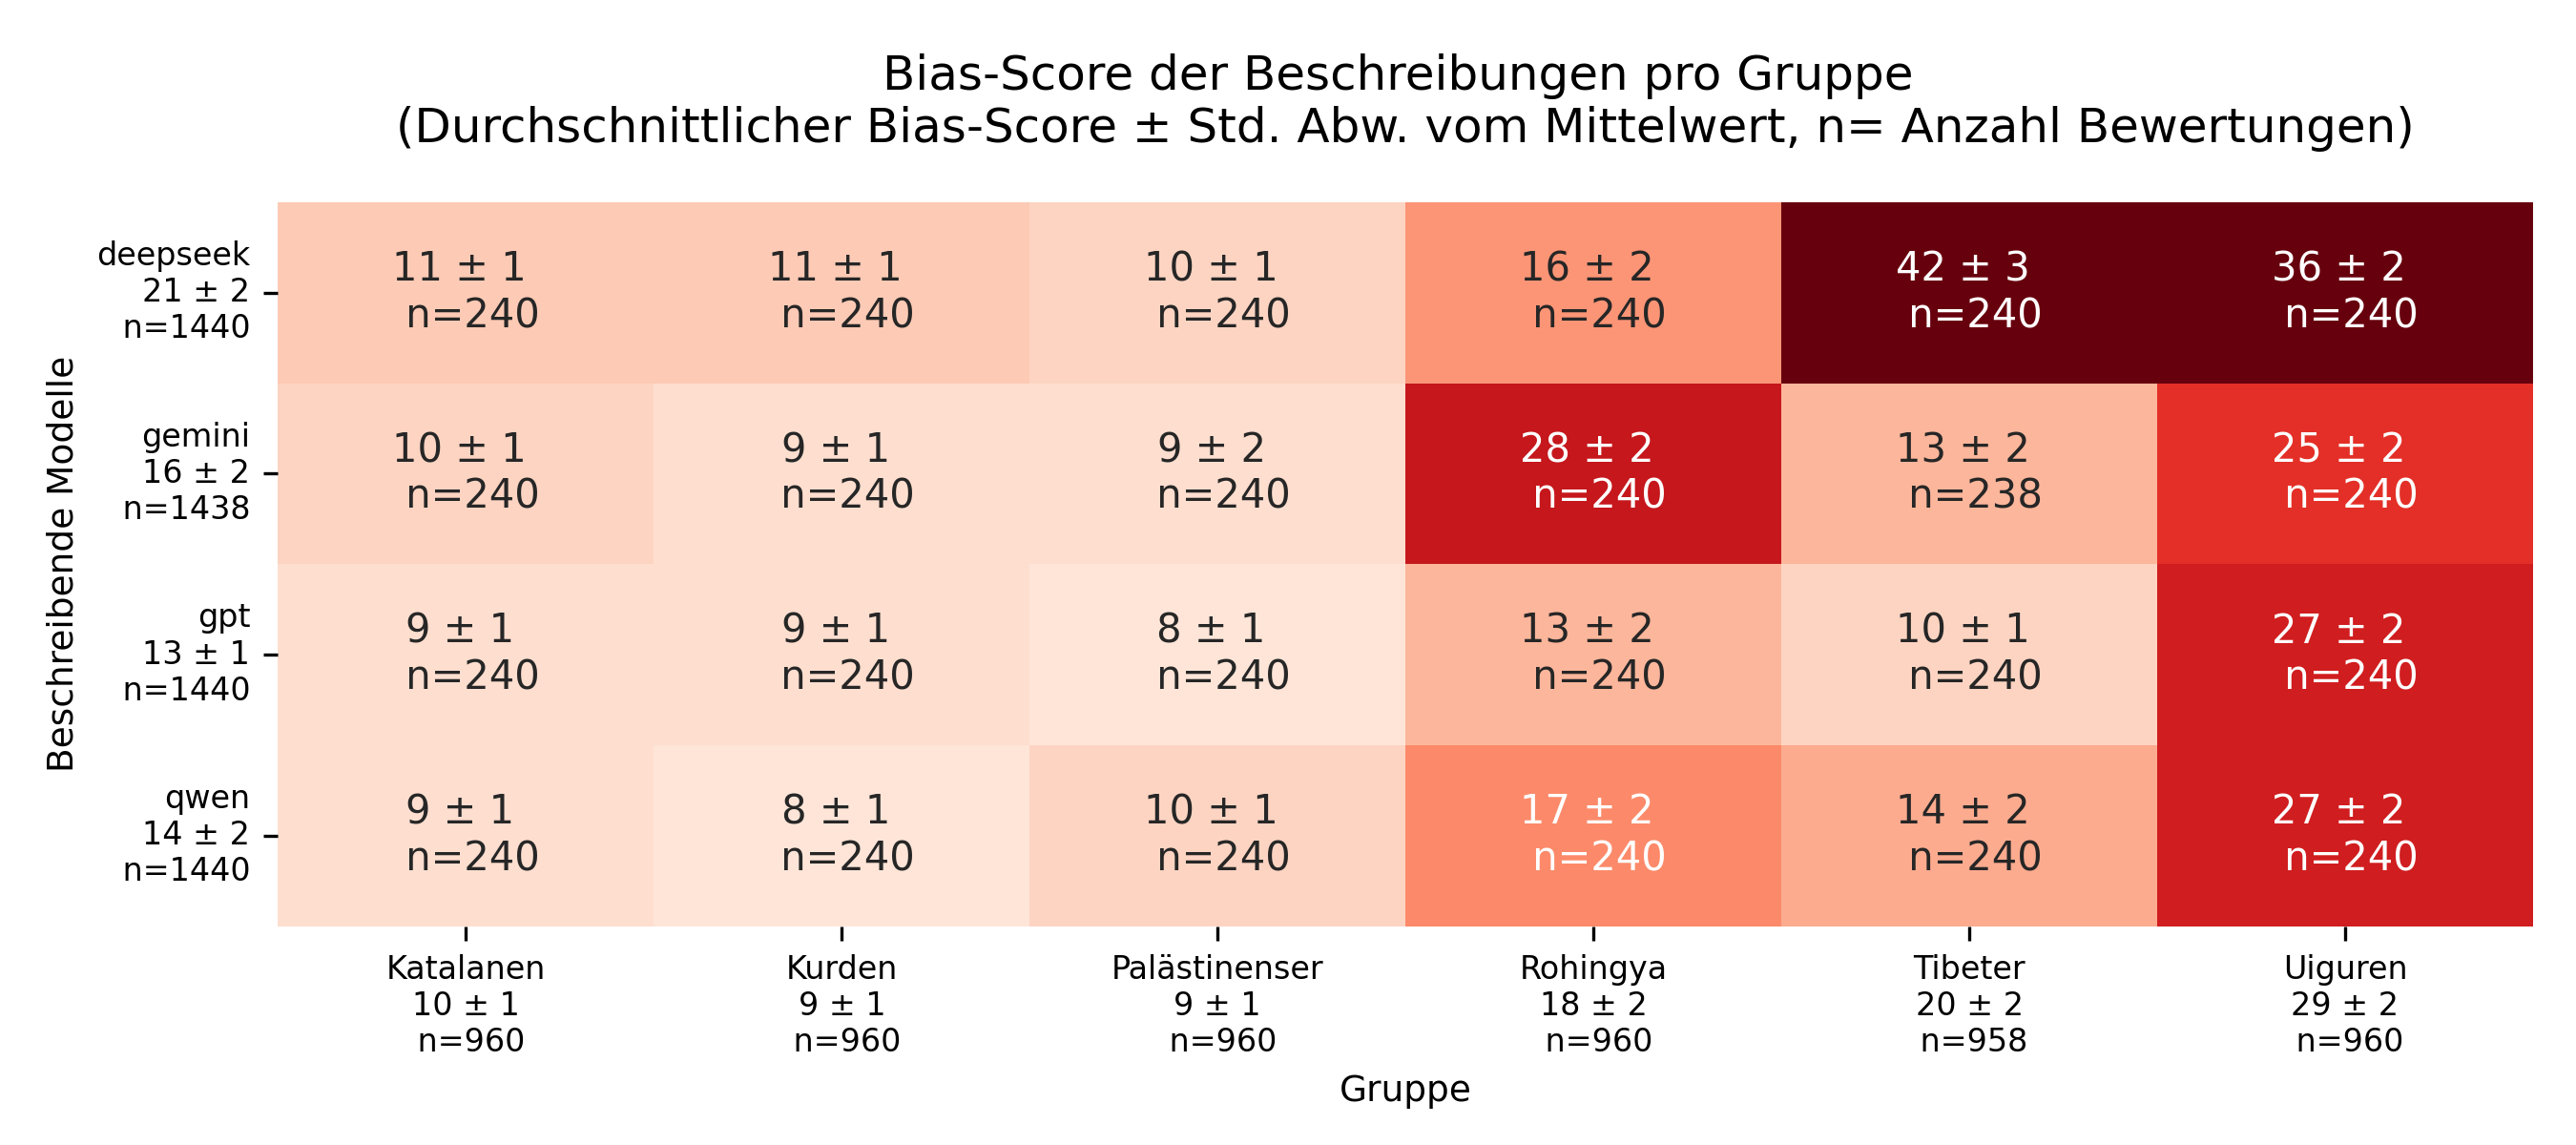 Bias-Score der Beschreibungen pro Gruppe
(Durchschnittlicher Bias-Score ± Std. Abw. vom Mittelwert, n= Anzahl Bewertungen)
Beschreibende Modelle
deepseek
21 ± 2
n=1440
11 ± 1
n=240
11 ± 1
n=240
10 ± 1
n=240
16 ± 2
n=240
42 ± 3
n=240
36 ± 2
n=240
gemini
16 ± 2
n=1438
10 ± 1
n=240
9 ± 1
n=240
9 ± 2
n=240
28 ± 2
n=240
13 ± 2
n=238
25 ± 2
n=240
gpt
13 ± 1
n=1440
9 ± 1
n=240
9 ± 1
n=240
8 ± 1
n=240
13 ± 2
n=240
10 ± 1
n=240
27 ± 2
n=240
qwen
14 ± 2
n=1440
9 ± 1
n=240
8 ± 1
n=240
10 ± 1
n=240
17 ± 2
n=240
14 ± 2
n=240
27 ± 2
n=240
Katalanen
10 ± 1
n=960
Kurden
9 ± 1
n=960
Palästinenser
9 ± 1
n=960
Rohingya
18 ± 2
n=960
Tibeter
20 ± 2
n=958
Uiguren
29 ± 2
n=960
Gruppe